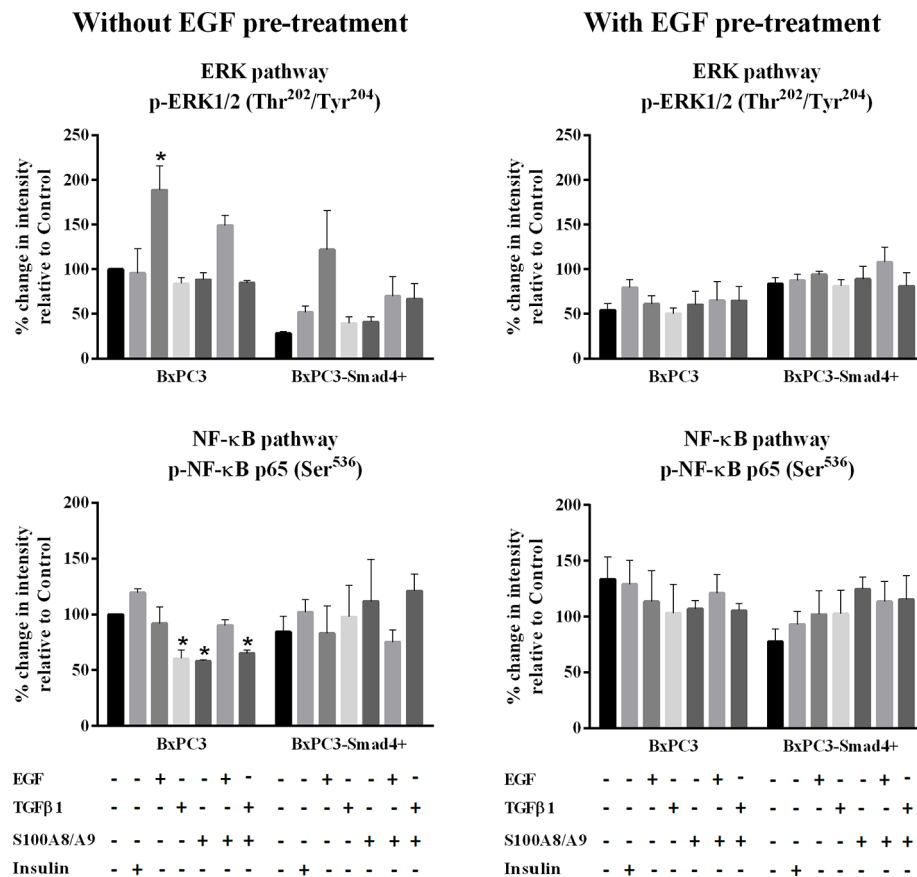 Without EGF pre-treatment
With EGF pre-treatment
ERK pathway
p-ERK1/2 (Thr²⁰²/Tyr²⁰⁴)
% change in intensity
relative to Control
250
200
150
100
50
0
*
BxPC3
BxPC3-Smad4+
ERK pathway
p-ERK1/2 (Thr²⁰²/Tyr²⁰⁴)
% change in intensity
relative to Control
250
200
150
100
50
0
BxPC3
BxPC3-Smad4+
NF-κB pathway
p-NF-κB p65 (Ser⁵³⁶)
% change in intensity
relative to Control
200
150
100
50
0
* * *
BxPC3
BxPC3-Smad4+
NF-κB pathway
p-NF-κB p65 (Ser⁵³⁶)
% change in intensity
relative to Control
200
150
100
50
0
BxPC3
BxPC3-Smad4+
EGF - - + - - + - - - + - - + -
TGFβ1 - - - + - - + - - - + - - +
S100A8/A9 - - - - + + + - - - - + + +
Insulin - + - - - - - - + - - - - -
EGF - - + - - + - - - + - - + -
TGFβ1 - - - + - - + - - - + - - +
S100A8/A9 - - - - + + + - - - - + + +
Insulin - + - - - - - - + - - - - -